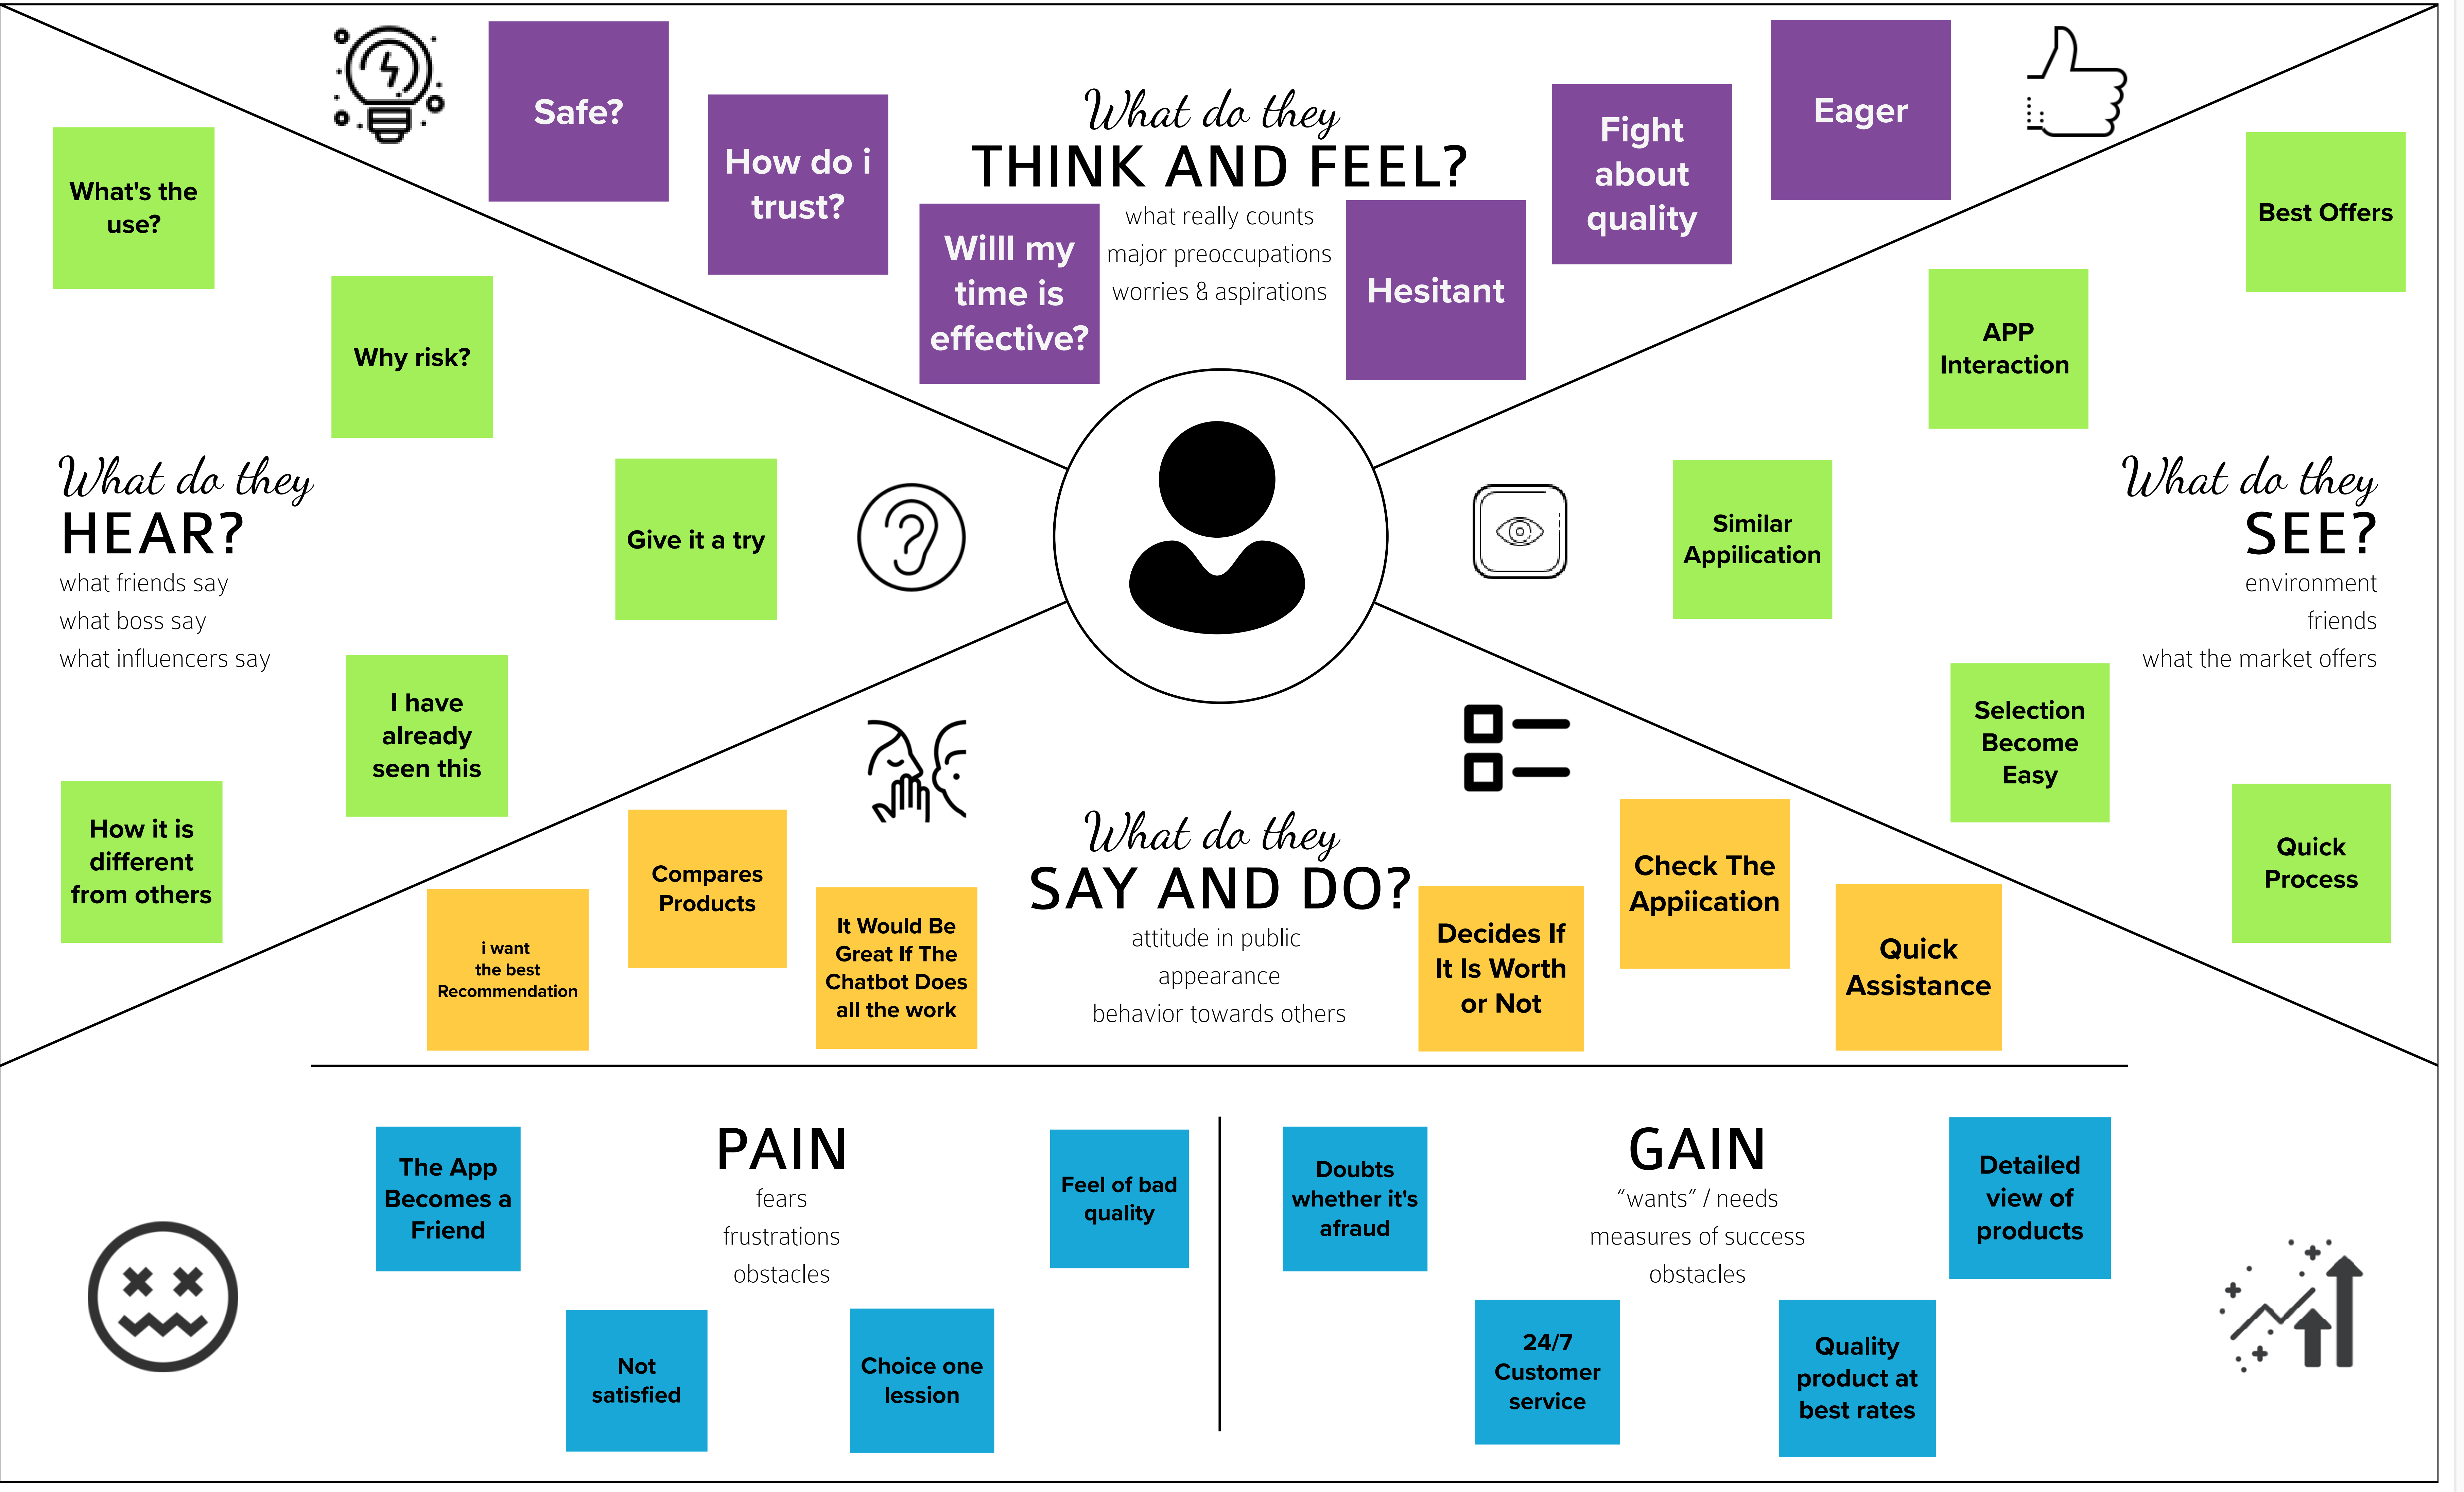 Safe?
How do i
trust?
Willl my
time is
effective?
What do they
THINK AND FEEL?
what really counts
major preoccupations
worries & aspirations
Hesitant
Fight
about
quality
Eager
What's the
use?
Why risk?
Give it a try
What do they
HEAR?
what friends say
what boss say
what influencers say
I have
already
seen this
How it is
different
from others
Best Offers
APP
Interaction
Similar
Appilication
What do they
SEE?
environment
friends
what the market offers
Selection
Become
Easy
Quick
Process
i want
the best
Recommendation
Compares
Products
It Would Be
Great If The
Chatbot Does
all the work
What do they
SAY AND DO?
attitude in public
appearance
behavior towards others
Decides If
It Is Worth
or Not
Check The
Appiication
Quick
Assistance
The App
Becomes a
Friend
PAIN
fears
frustrations
obstacles
Feel of bad
quality
Not
satisfied
Choice one
lession
Doubts
whether it's
afraud
GAIN
“wants” / needs
measures of success
obstacles
Detailed
view of
products
24/7
Customer
service
Quality
product at
best rates